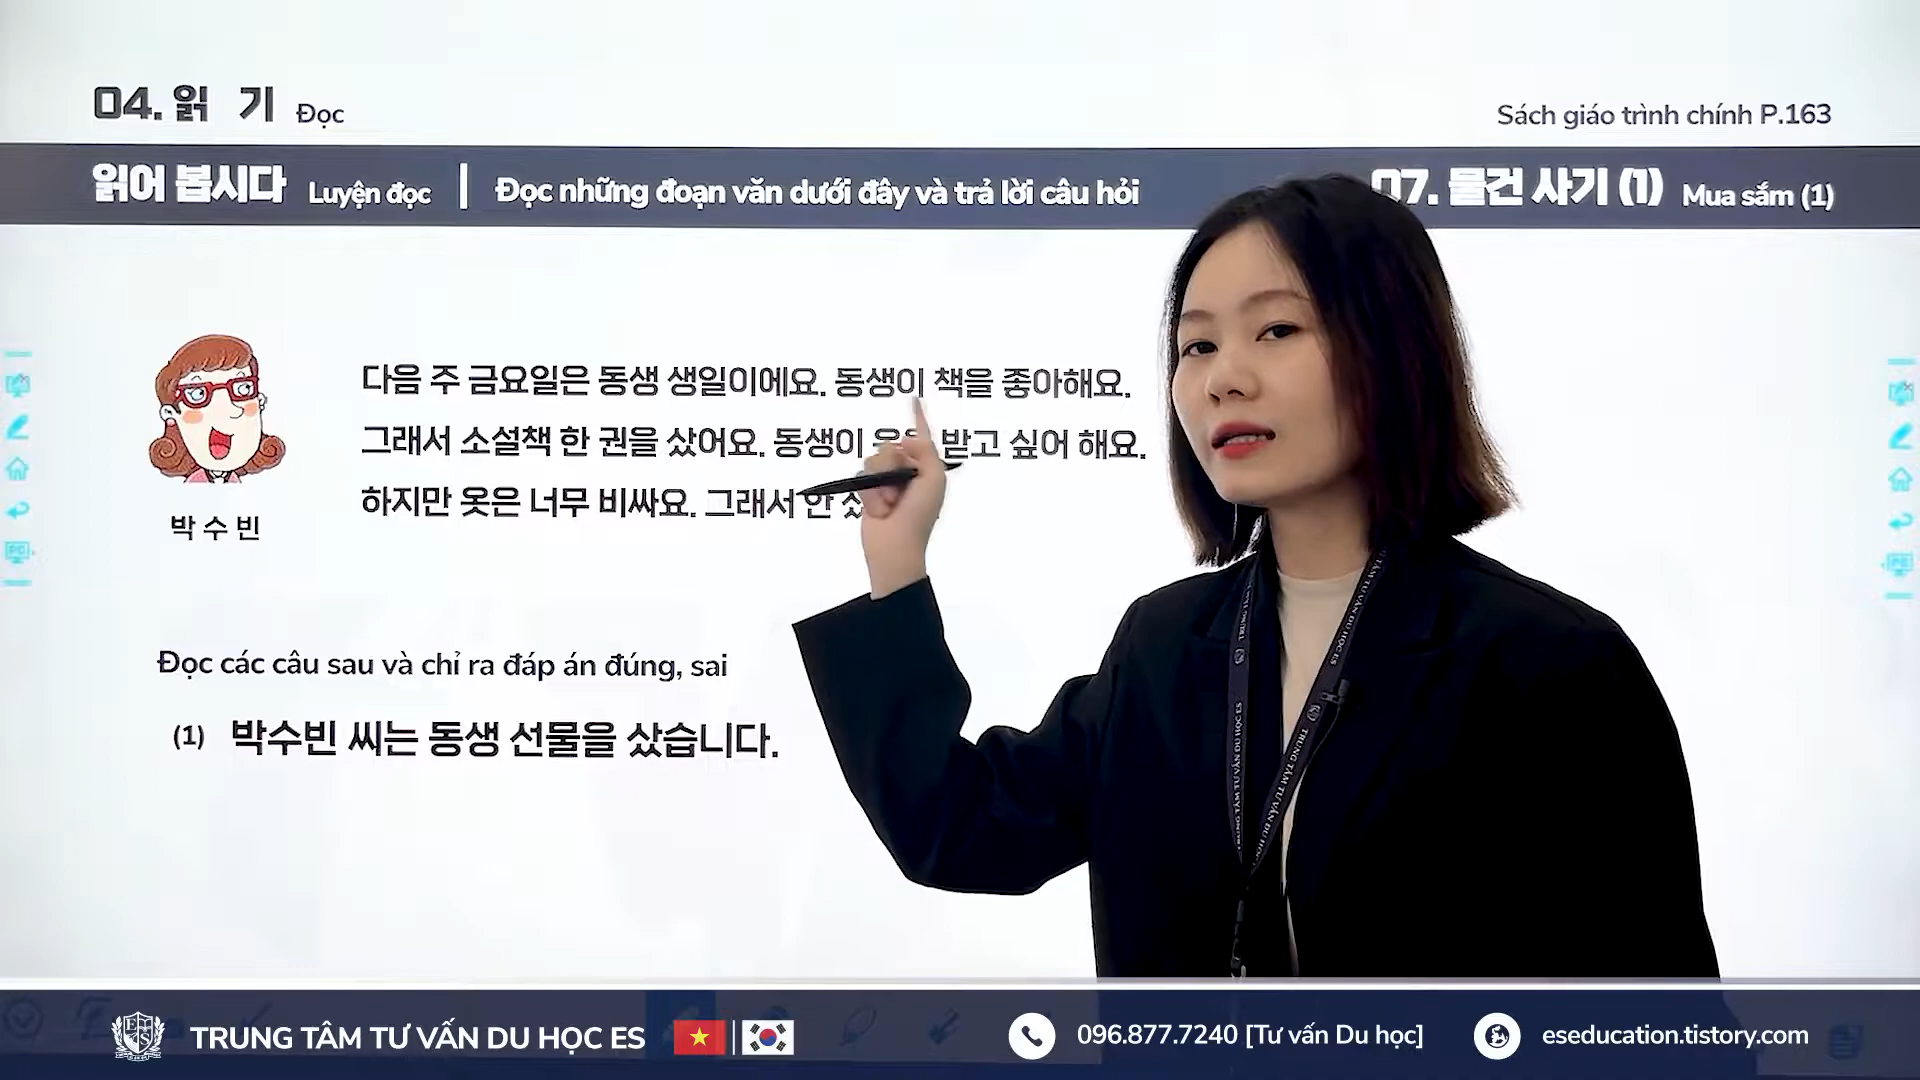 04. 읽 기 Đọc
Sách giáo trình chính P.163
읽어 봅시다 Luyện đọc | Đọc những đoạn văn dưới đây và trả lời câu hỏi
07. 물건 사기 (1) Mua sắm (1)
다음 주 금요일은 동생 생일이에요. 동생이 책을 좋아해요.
그래서 소설책 한 권을 샀어요. 동생이 받고 싶어 해요.
하지만 옷은 너무 비싸요. 그래서 안
박 수 빈
Đọc các câu sau và chỉ ra đáp án đúng, sai
(1) 박수빈 씨는 동생 선물을 샀습니다.
TRUNG TÂM TƯ VẤN DU HỌC ES
096.877.7240 [Tư vấn Du học]
eseducation.tistory.com